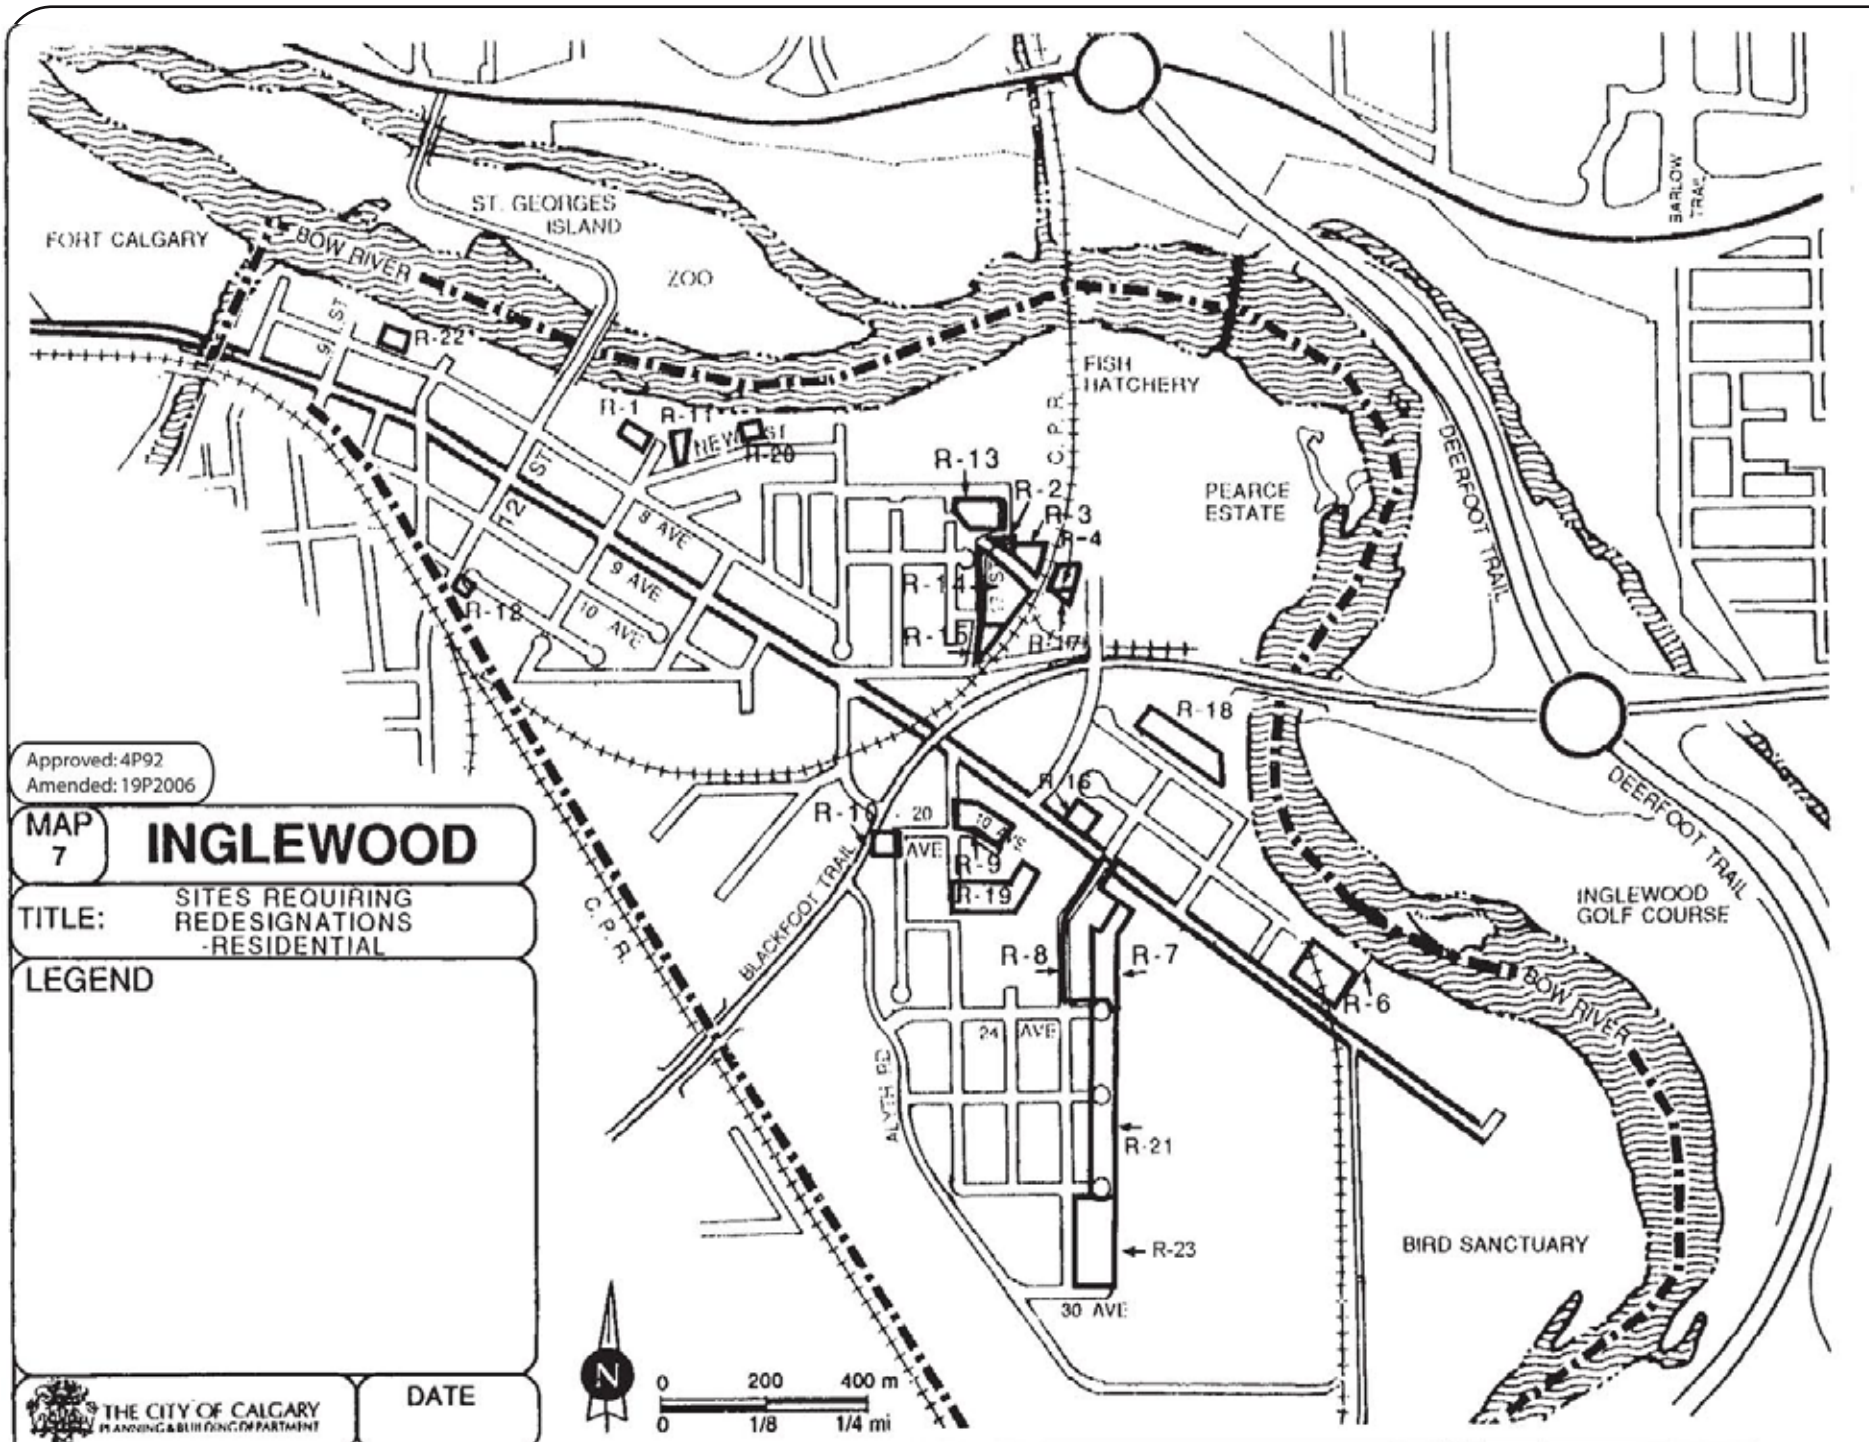 BARLOW
TRAIL
ST. GEORGES
ISLAND
FORT CALGARY
BOW RIVER
ZOO
9 ST
R-22
FISH
HATCHERY
C.P.R.
R-1
R-11
NEW ST
R-20
12 ST
R-13
R-2
R-3
R-4
PEARCE
ESTATE
DEERFOOT TRAIL
8 AVE
9 AVE
10 AVE
R-12
R-14
R-15
R-17
R-18
Approved: 4P92
Amended: 19P2006
MAP
7
INGLEWOOD
TITLE:
SITES REQUIRING
REDESIGNATIONS
-RESIDENTIAL
LEGEND
R-16
R-10
20
AVE
R-9
R-19
BLACKFOOT TRAIL
C.P.R.
DEERFOOT TRAIL
INGLEWOOD
GOLF COURSE
R-8
R-7
R-6
BOW RIVER
24 AVE
ALYTH RD
R-21
BIRD SANCTUARY
R-23
30 AVE
N
0 200 400 m
0 1/8 1/4 mi
THE CITY OF CALGARY
PLANNING & BUILDING DEPARTMENT
DATE